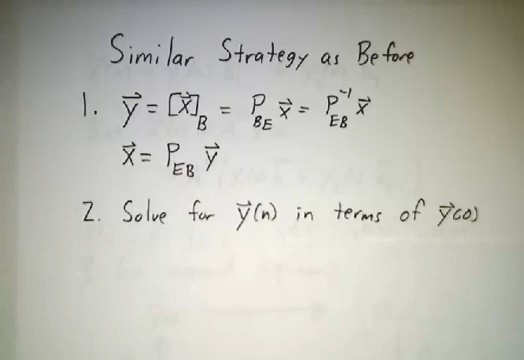 Similar Strategy as Before
1. y⃗ = [x⃗]_B = P_BE x⃗ = P_EB⁻¹ x⃗
x⃗ = P_EB y⃗
2. Solve for y⃗(n) in terms of y⃗(0)